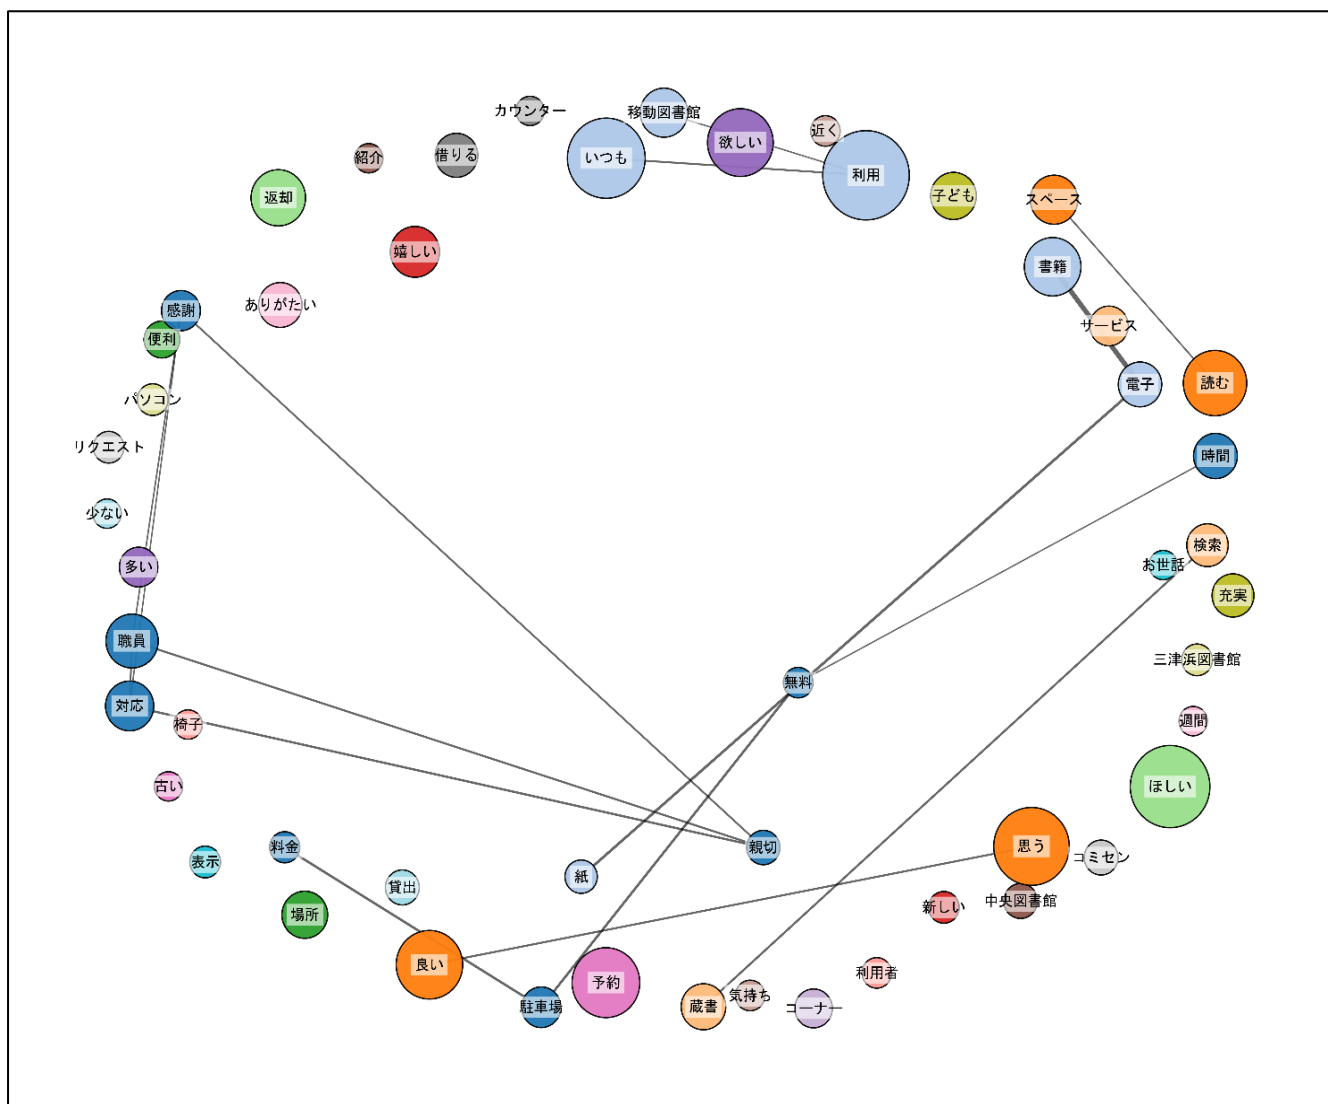 カウンター
移動図書館
近く
欲しい
いつも
紹介
借りる
利用
返却
子ども
スペース
嬉しい
書籍
ありがたい
感謝
サービス
便利
電子
読む
パソコン
リクエスト
時間
少ない
検索
多い
お世話
充実
職員
三津浜図書館
無料
対応
椅子
週間
古い
ほしい
料金
親切
思う
表示
コミセン
紙
貸出
場所
新しい
中央図書館
良い
利用者
予約
駐車場
蔵書
気持ち
コーナー